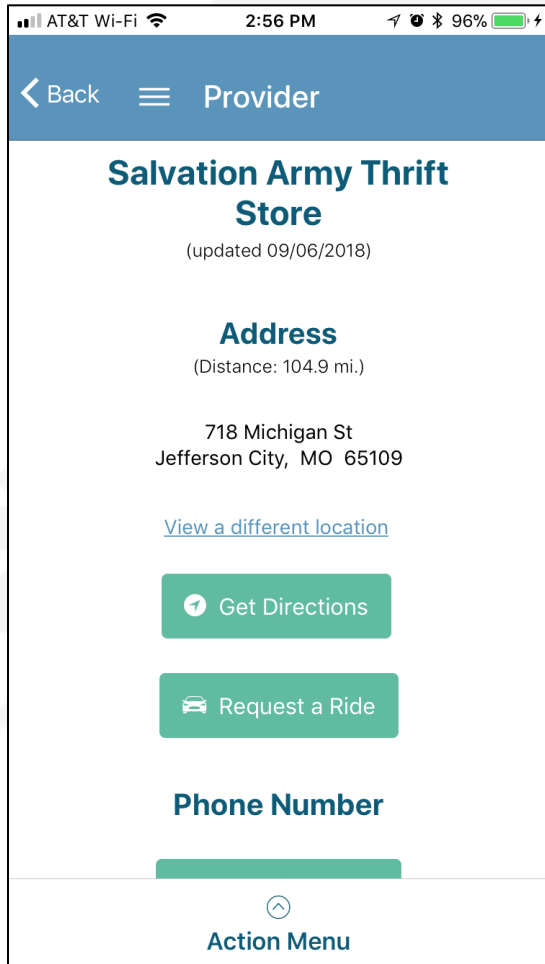 AT&T Wi-Fi 2:56 PM 96%
Back Provider
Salvation Army Thrift
Store
(updated 09/06/2018)
Address
(Distance: 104.9 mi.)
718 Michigan St
Jefferson City, MO 65109
View a different location
Get Directions
Request a Ride
Phone Number
Action Menu